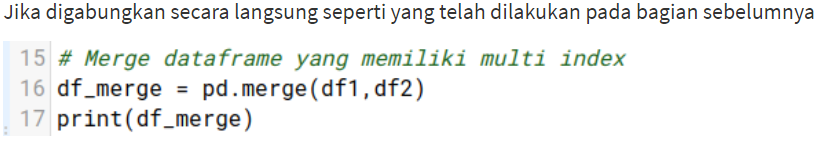 Jika digabungkan secara langsung seperti yang telah dilakukan pada bagian sebelumnya
15 # Merge dataframe yang memiliki multi index
16 df_merge = pd.merge(df1,df2)
17 print(df_merge)